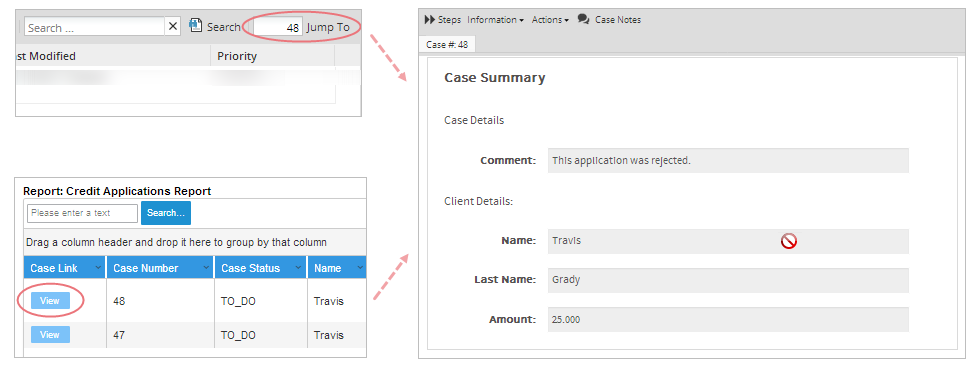 Search ... Search 48 Jump To
st Modified Priority
Report: Credit Applications Report
Please enter a text Search...
Drag a column header and drop it here to group by that column
Case Link Case Number Case Status Name
View 48 TO_DO Travis
View 47 TO_DO Travis
Steps Information Actions Case Notes
Case #: 48
Case Summary
Case Details
Comment: This application was rejected.
Client Details:
Name: Travis
Last Name: Grady
Amount: 25.000